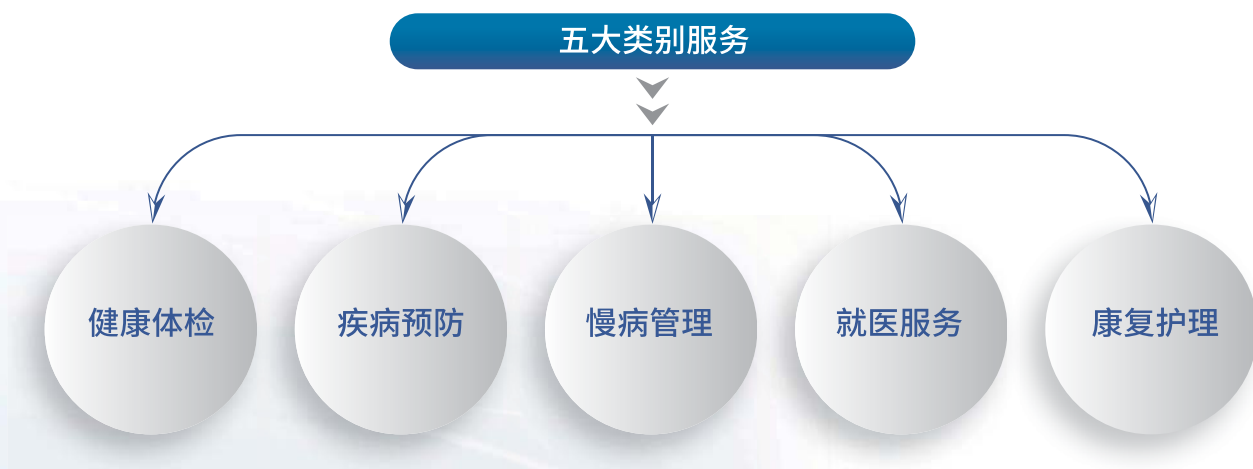 五大类别服务
健康体检
疾病预防
慢病管理
就医服务
康复护理